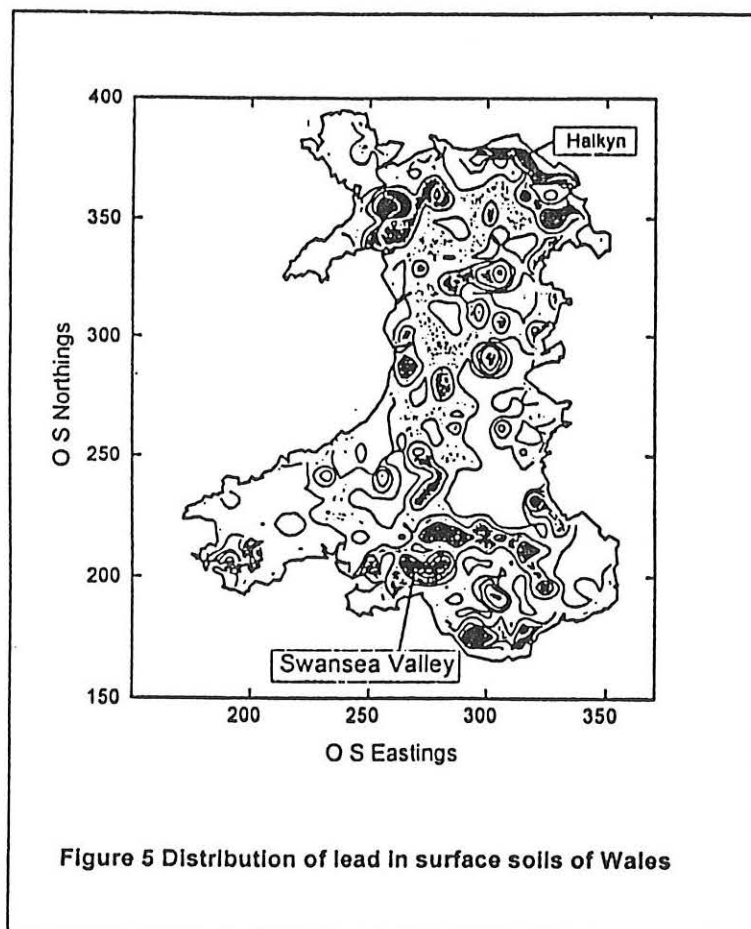 400
Halkyn
350
O S Northings
300
250
200
Swansea Valley
150
200
250
300
350
O S Eastings
Figure 5 Distribution of lead in surface soils of Wales